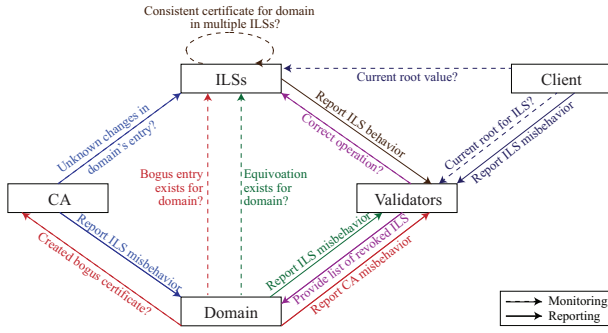 Consistent certificate for domain
in multiple ILSs?
ILSs
Current root value?
Client
Unknown changes in
domain's entry?
Report ILS behavior
Correct operation?
Current root for ILS?
Report ILS misbehavior
Bogus entry
exists for
domain?
Equivoation
exists for
domain?
CA
Validators
Report ILS misbehavior
Created bogus certificate?
Report ILS misbehavior
Provide list of revoked ILS
Report CA misbehavior
Domain
Monitoring
Reporting